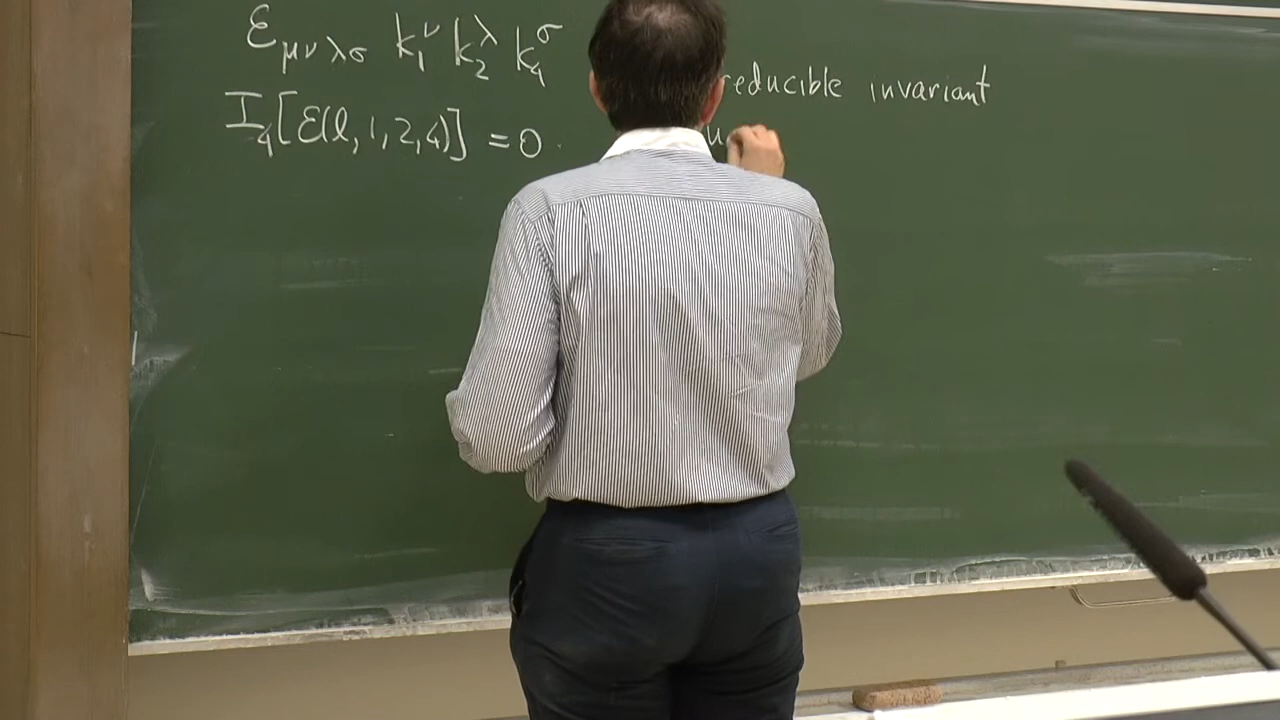 ε_{μνλσ} k_1^ν k_2^λ k_4^σ
reducible invariant
I_4[ε(l,1,2,4)] = 0.